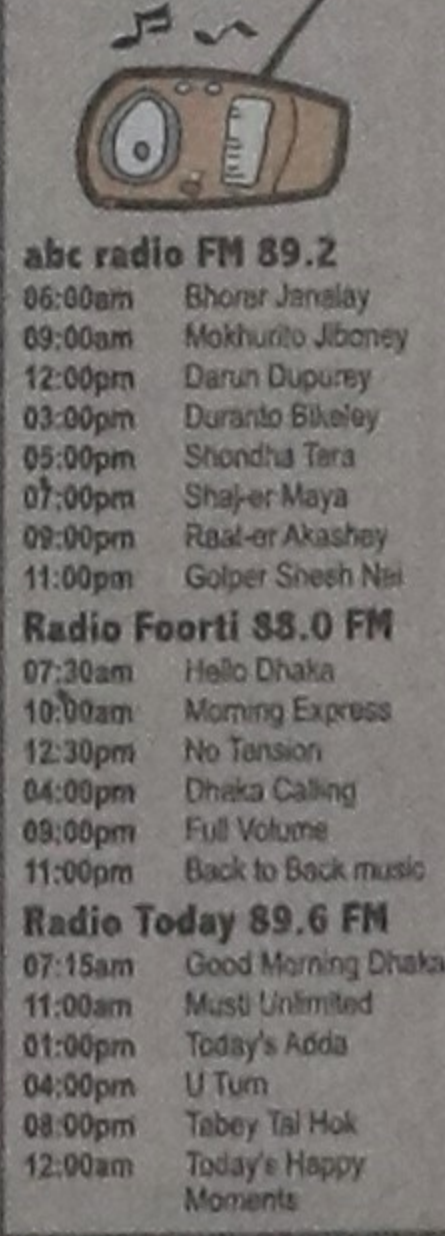 abc radio FM 89.2
06:00am Bhorer Janalay
09:00am Mokhurito Jiboney
12:00pm Darun Dupurey
03:00pm Duranto Bikeley
05:00pm Shondha Tara
07:00pm Shaj-er Maya
09:00pm Raat-er Akashey
11:00pm Golper Shesh Nei
Radio Foorti 88.0 FM
07:30am Hello Dhaka
10:00am Morning Express
12:30pm No Tension
04:00pm Dhaka Calling
09:00pm Full Volume
11:00pm Back to Back music
Radio Today 89.6 FM
07:15am Good Morning Dhaka
11:00am Musti Unlimited
01:00pm Today's Adda
04:00pm U Turn
08:00pm Tabey Tai Hok
12:00am Today's Happy
Moments